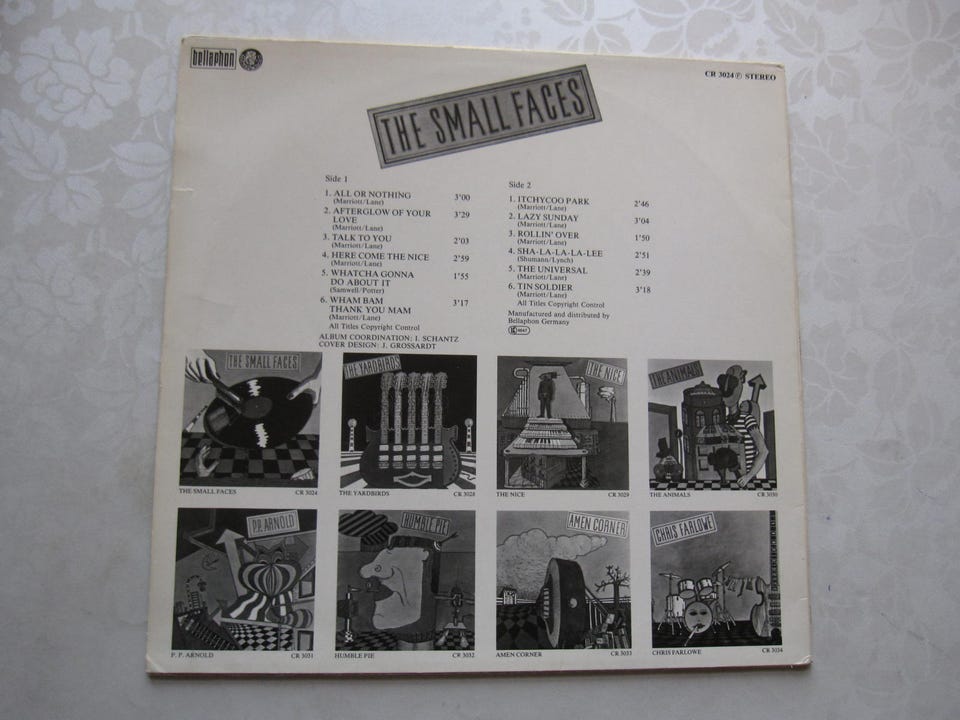 bellaphon
CR 3024 Ⓟ STEREO
THE SMALL FACES
Side 1
1. ALL OR NOTHING 3'00
(Marriott/Lane)
2. AFTERGLOW OF YOUR 3'29
LOVE
(Marriott/Lane)
3. TALK TO YOU 2'03
(Marriott/Lane)
4. HERE COME THE NICE 2'59
(Marriott/Lane)
5. WHATCHA GONNA 1'55
DO ABOUT IT
(Samwell/Potter)
6. WHAM BAM 3'17
THANK YOU MAM
(Marriott/Lane)
All Titles Copyright Control
ALBUM COORDINATION: I. SCHANTZ
COVER DESIGN: J. GROSSARDT
Side 2
1. ITCHYCOO PARK 2'46
(Marriott/Lane)
2. LAZY SUNDAY 3'04
(Marriott/Lane)
3. ROLLIN' OVER 1'50
(Marriott/Lane)
4. SHA-LA-LA-LA-LEE 2'51
(Shumann/Lynch)
5. THE UNIVERSAL 2'39
(Marriott/Lane)
6. TIN SOLDIER 3'18
(Marriott/Lane)
All Titles Copyright Control
Manufactured and distributed by
Bellaphon Germany
THE SMALL FACES
THE YARDBIRDS
THE NICE
THE ANIMALS
THE SMALL FACES CR 3024
THE YARDBIRDS CR 3028
THE NICE CR 3029
THE ANIMALS CR 3030
P.P. ARNOLD
HUMBLE PIE
AMEN CORNER
CHRIS FARLOWE
P. P. ARNOLD CR 3031
HUMBLE PIE CR 3032
AMEN CORNER CR 3033
CHRIS FARLOWE CR 3034